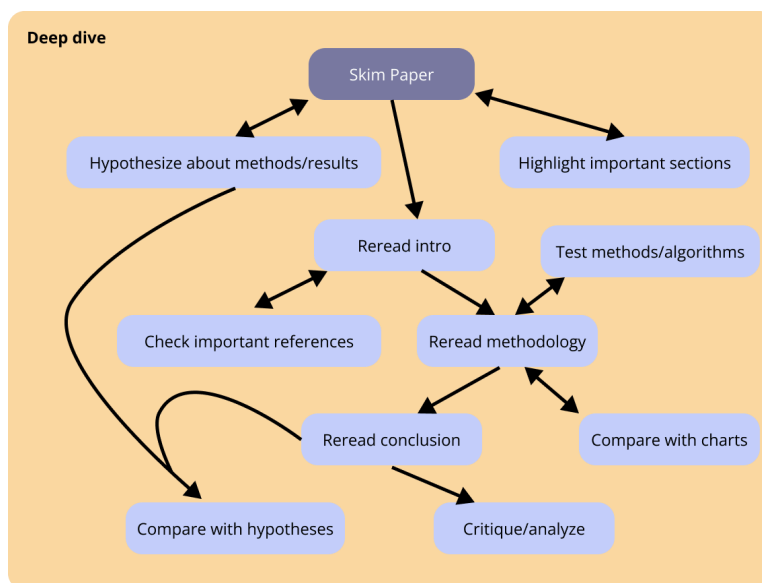 Deep dive
Skim Paper
Hypothesize about methods/results
Highlight important sections
Reread intro
Test methods/algorithms
Check important references
Reread methodology
Reread conclusion
Compare with charts
Compare with hypotheses
Critique/analyze